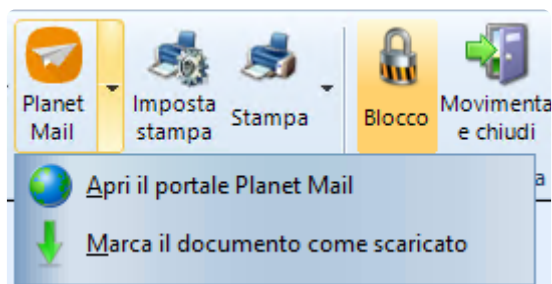 Planet
Mail
Imposta
stampa
Stampa
Blocco
Movimenta
e chiudi
a
Apri il portale Planet Mail
Marca il documento come scaricato